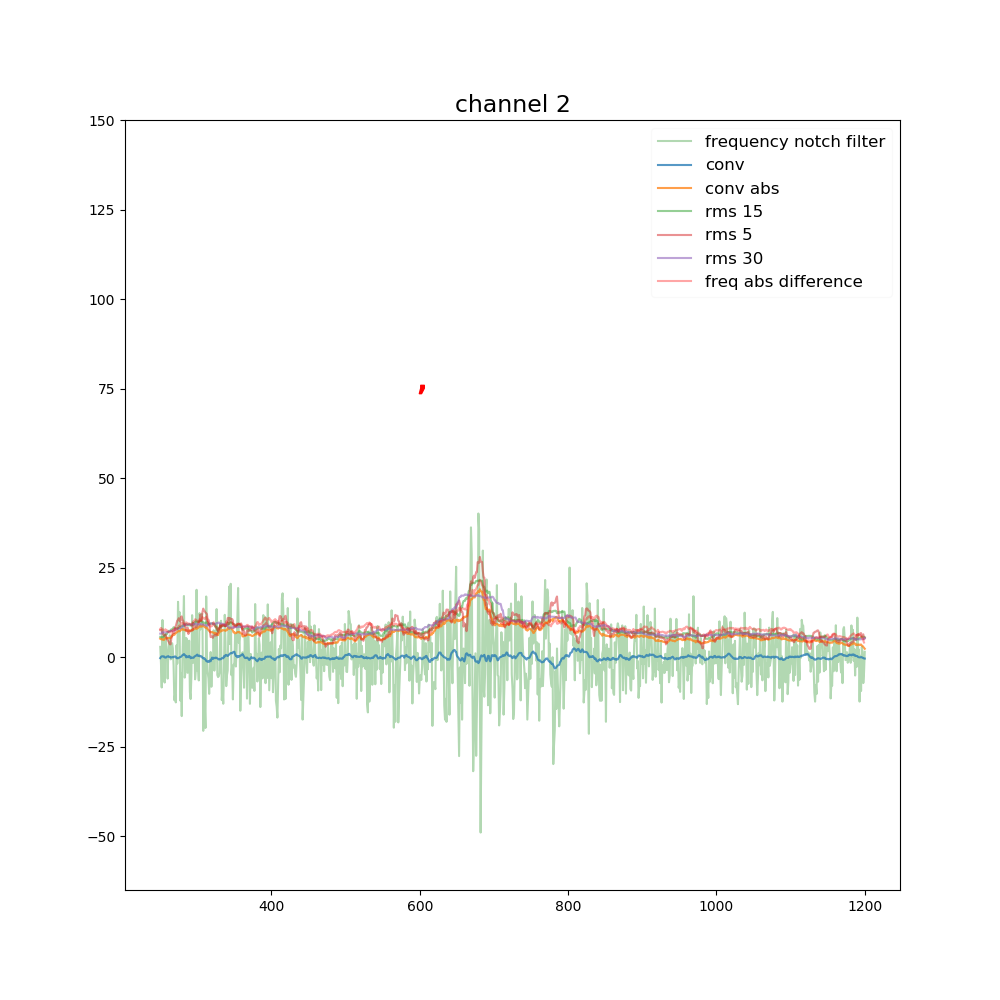 channel 2
150
125
100
75
50
25
0
−25
−50
frequency notch filter
conv
conv abs
rms 15
rms 5
rms 30
freq abs difference
,
400 600 800 1000 1200